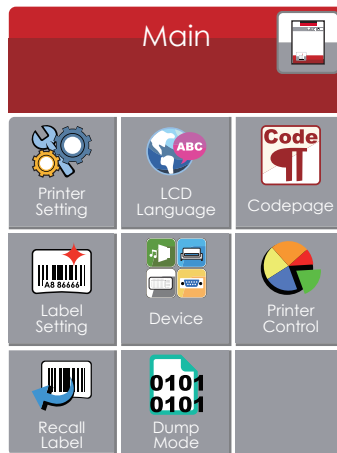 Main
Printer
Setting
ABC
LCD
Language
Code
Codepage
A8 86666
Label
Setting
Device
Printer
Control
Recall
Label
0101
0101
Dump
Mode